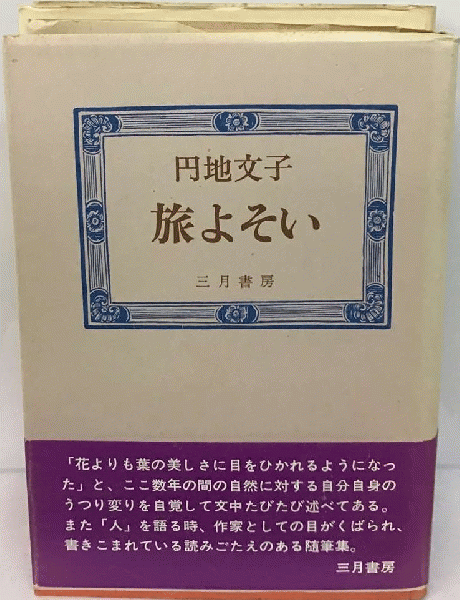 円地文子
旅よそい
三月書房
「花よりも葉の美しさに目をひかれるようになっ
た」と、ここ数年の間の自然に対する自分自身の
うつり変りを自覚して文中たびたび述べてある。
また「人」を語る時、作家としての目がくばられ、
書きこまれている読みごたえのある随筆集。
三月書房